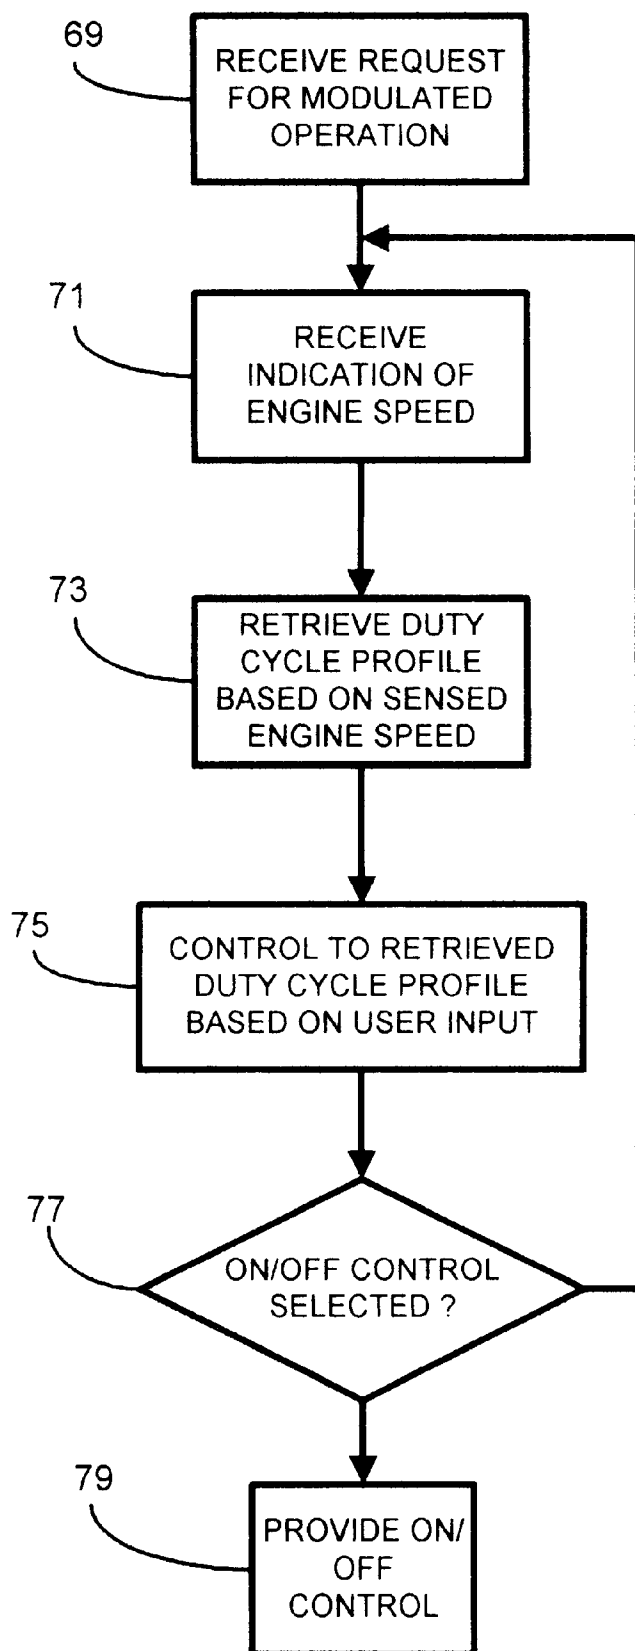 69
RECEIVE REQUEST
FOR MODULATED
OPERATION
71
RECEIVE
INDICATION OF
ENGINE SPEED
73
RETRIEVE DUTY
CYCLE PROFILE
BASED ON SENSED
ENGINE SPEED
75
CONTROL TO RETRIEVED
DUTY CYCLE PROFILE
BASED ON USER INPUT
77
ON/OFF CONTROL
SELECTED ?
79
PROVIDE ON/
OFF
CONTROL